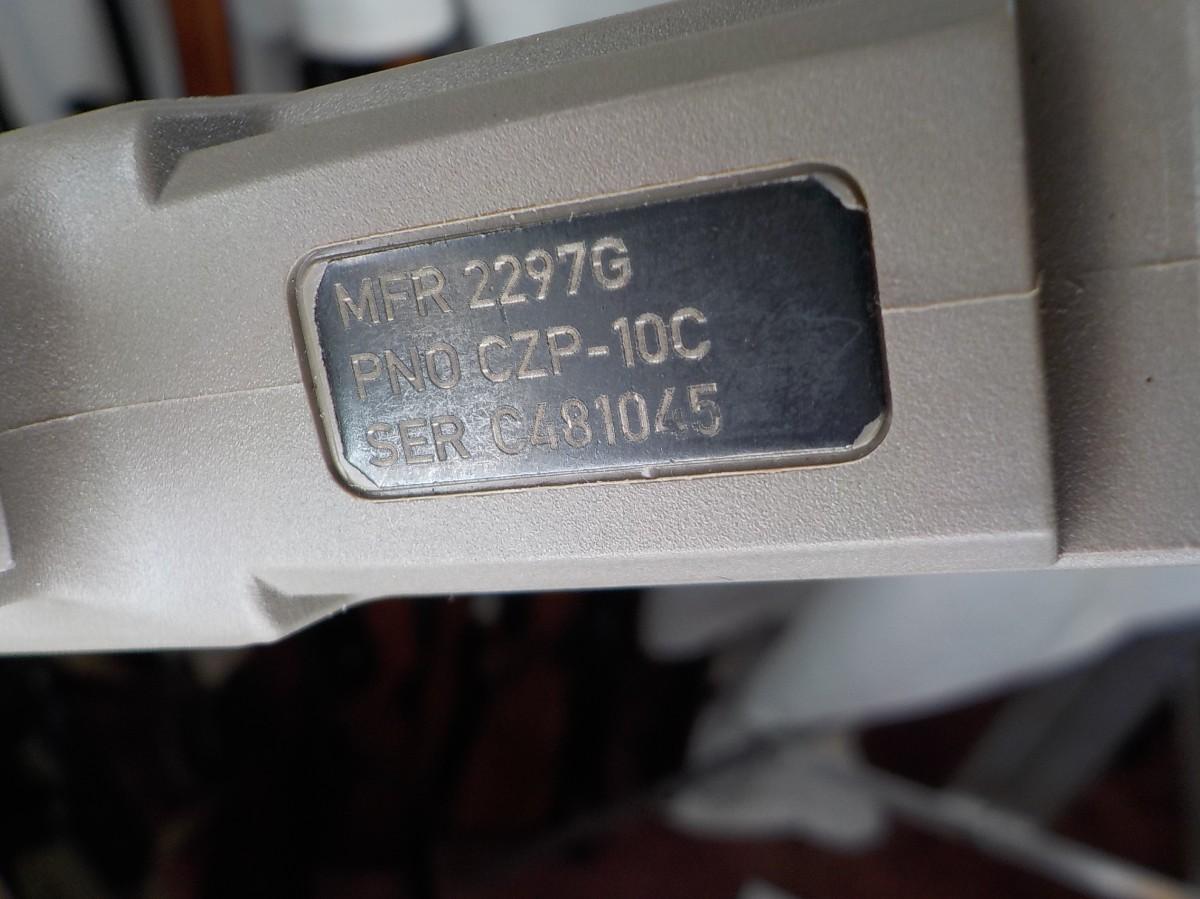 MFR 2297G
PNO CZP-10C
SER C481045